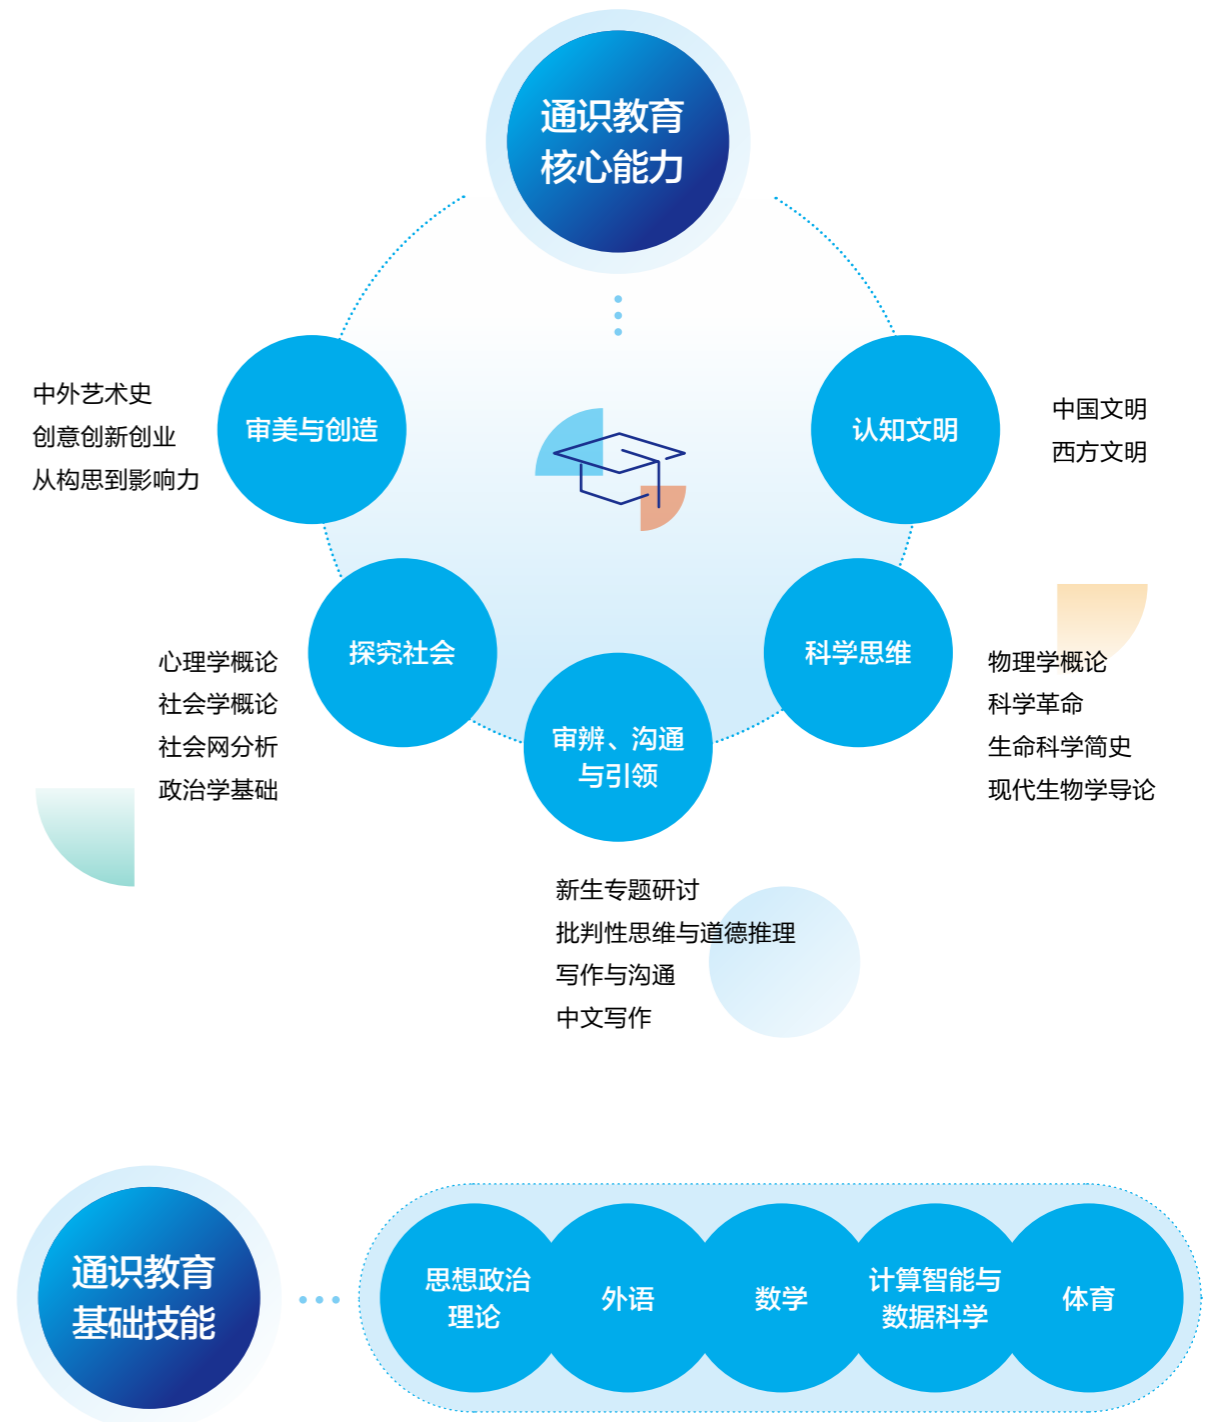 通识教育
核心能力
审美与创造
中外艺术史
创意创新创业
从构思到影响力
认知文明
中国文明
西方文明
探究社会
心理学概论
社会学概论
社会网分析
政治学基础
科学思维
物理学概论
科学革命
生命科学简史
现代生物学导论
审辨、沟通
与引领
新生专题研讨
批判性思维与道德推理
写作与沟通
中文写作
通识教育
基础技能
思想政治
理论
外语
数学
计算智能与
数据科学
体育